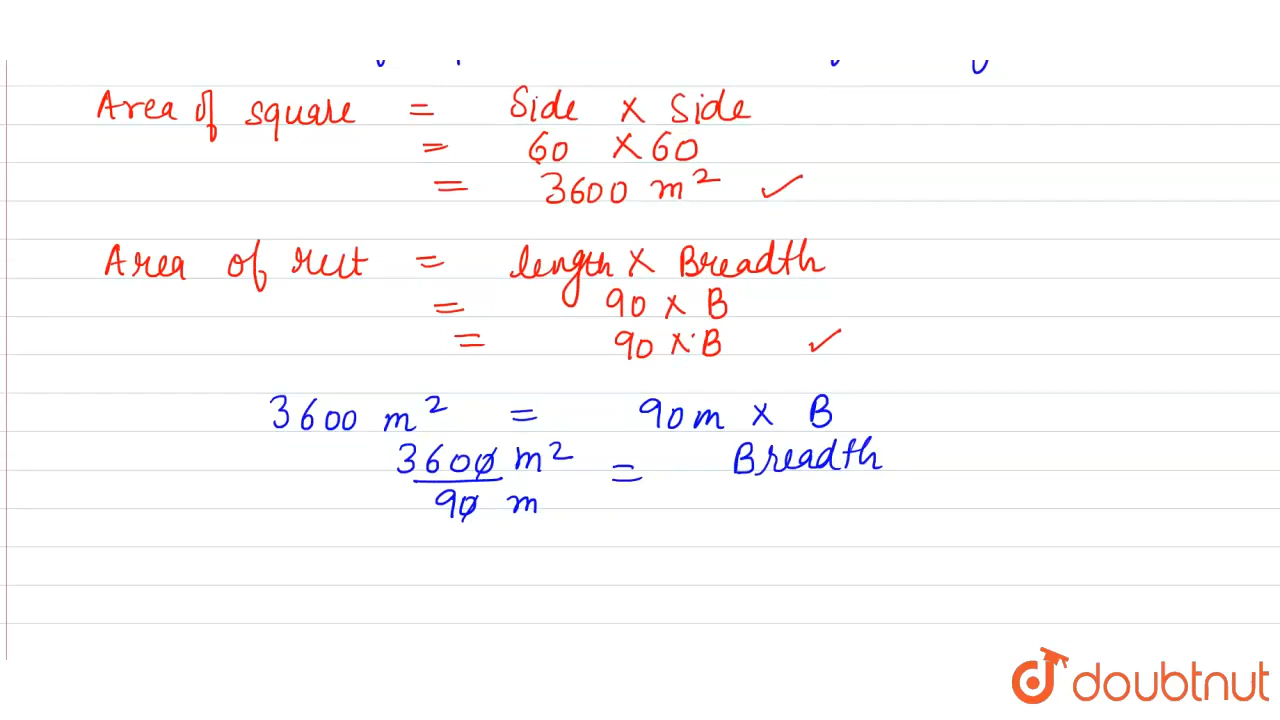 Area of square = Side × Side
= 60 × 60
= 3600 m²
Area of rect = length × Breadth
= 90 × B
= 90 × B
3600 m² = 90m × B
3600 m² = Breadth
90 m
doubtnut